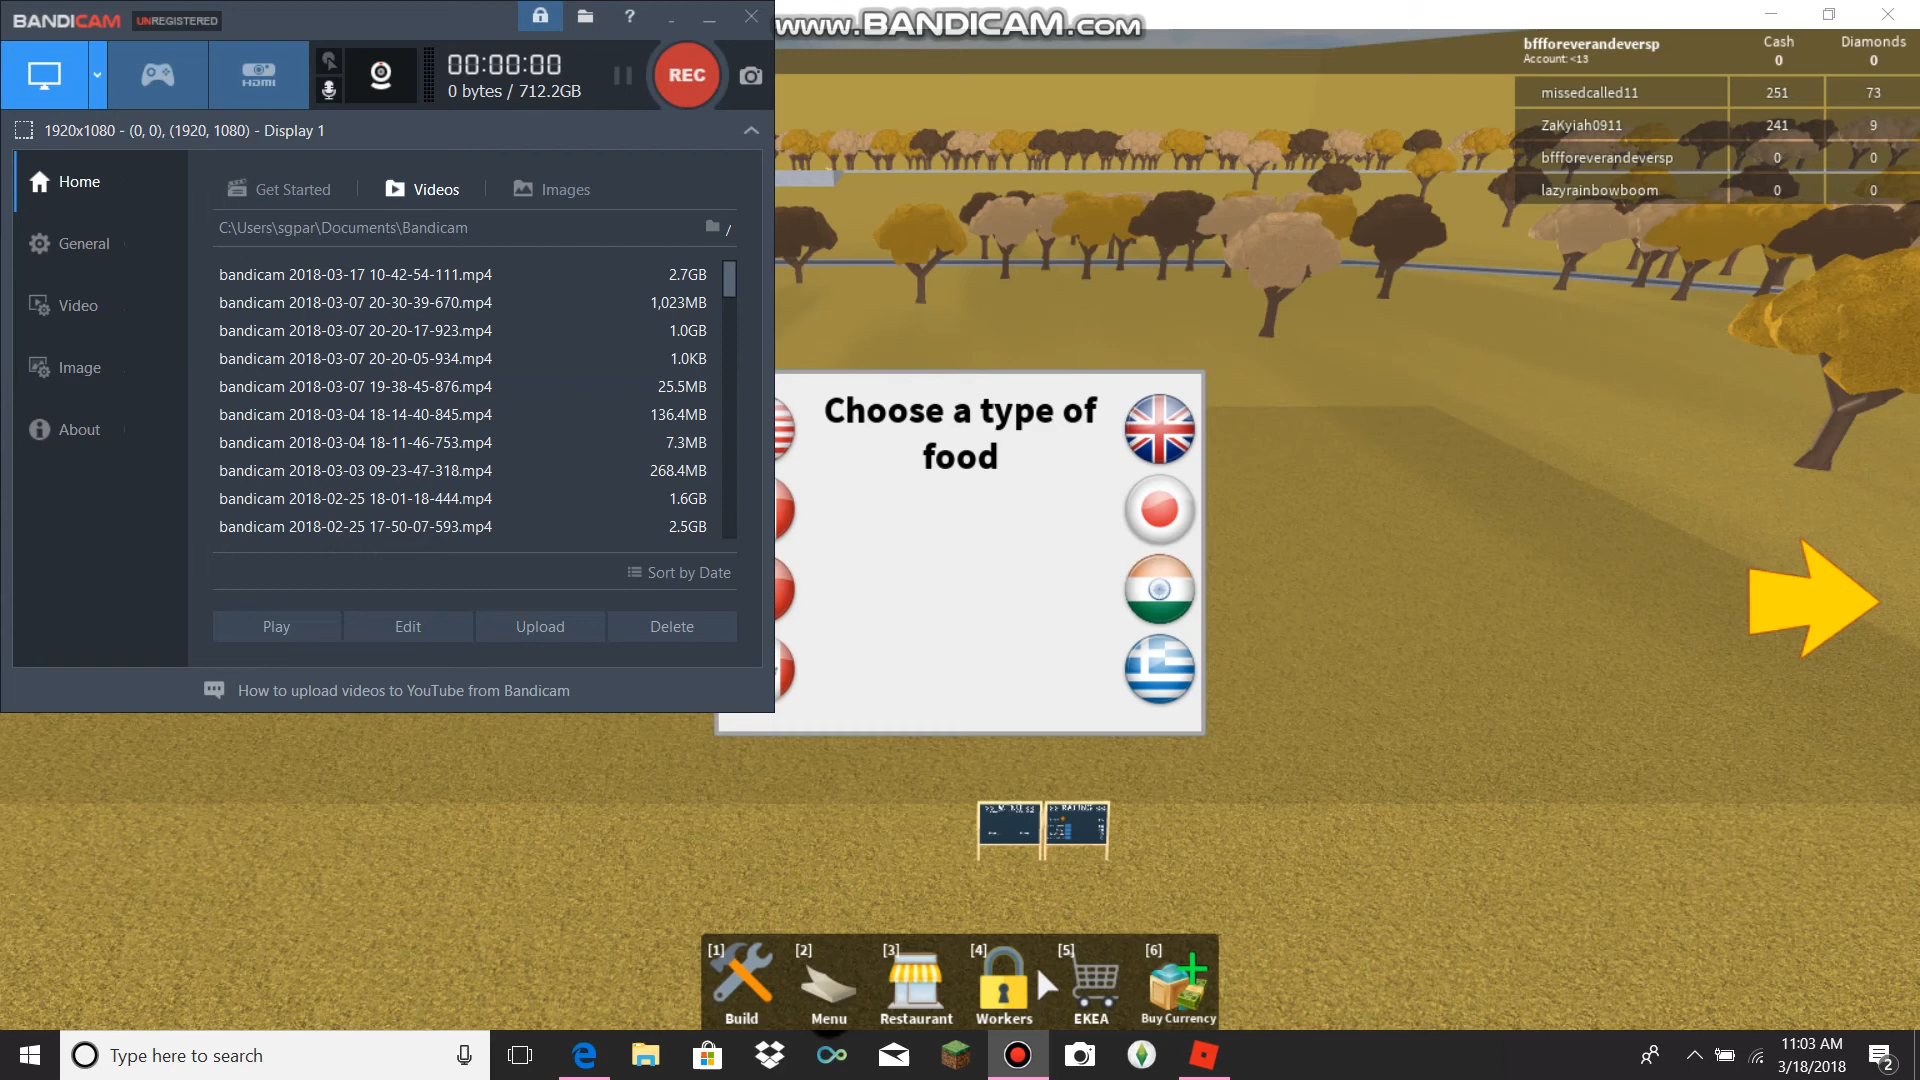 BANDICAM UNREGISTERED
?
www.BANDICAM.com
00:00:00
0 bytes / 712.2GB
REC
HDMI
1920x1080 - (0, 0), (1920, 1080) - Display 1
Home
General
Video
Image
About
Get Started
Videos
Images
C:\Users\sgpar\Documents\Bandicam
/
bandicam 2018-03-17 10-42-54-111.mp4 2.7GB
bandicam 2018-03-07 20-30-39-670.mp4 1,023MB
bandicam 2018-03-07 20-20-17-923.mp4 1.0GB
bandicam 2018-03-07 20-20-05-934.mp4 1.0KB
bandicam 2018-03-07 19-38-45-876.mp4 25.5MB
bandicam 2018-03-04 18-14-40-845.mp4 136.4MB
bandicam 2018-03-04 18-11-46-753.mp4 7.3MB
bandicam 2018-03-03 09-23-47-318.mp4 268.4MB
bandicam 2018-02-25 18-01-18-444.mp4 1.6GB
bandicam 2018-02-25 17-50-07-593.mp4 2.5GB
Sort by Date
Play Edit Upload Delete
How to upload videos to YouTube from Bandicam
bffforeverandeversp Cash Diamonds
Account: <13 0 0
missedcalled11 251 73
ZaKyiah0911 241 9
bffforeverandeversp 0 0
lazyrainbowboom 0 0
Choose a type of
food
[1] [2] [3] [4] [5] [6]
Build Menu Restaurant Workers EKEA Buy Currency
Type here to search
11:03 AM
3/18/2018
2